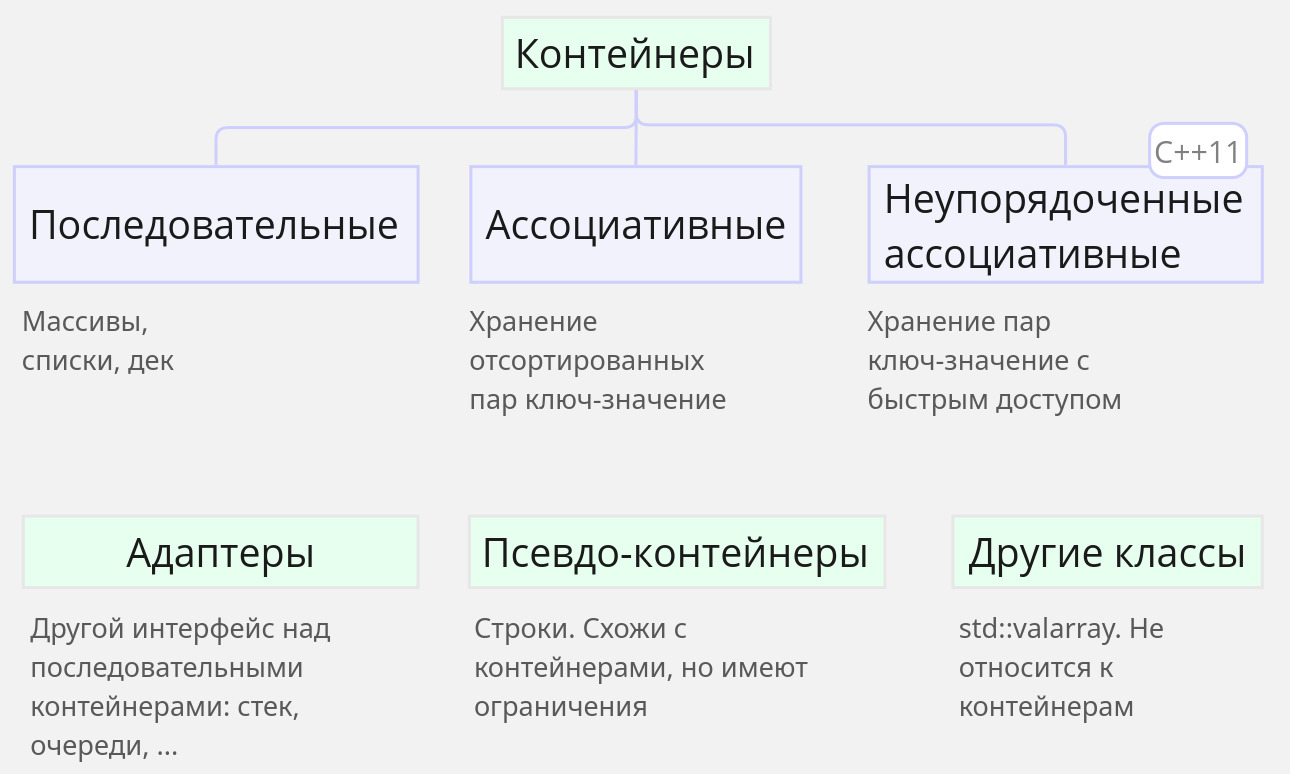 Контейнеры
C++11
Последовательные
Ассоциативные
Неупорядоченные
ассоциативные
Массивы,
списки, дек
Хранение
отсортированных
пар ключ-значение
Хранение пар
ключ-значение с
быстрым доступом
Адаптеры
Псевдо-контейнеры
Другие классы
Другой интерфейс над
последовательными
контейнерами: стек,
очереди, ...
Строки. Схожи с
контейнерами, но имеют
ограничения
std::valarray. Не
относится к
контейнерам